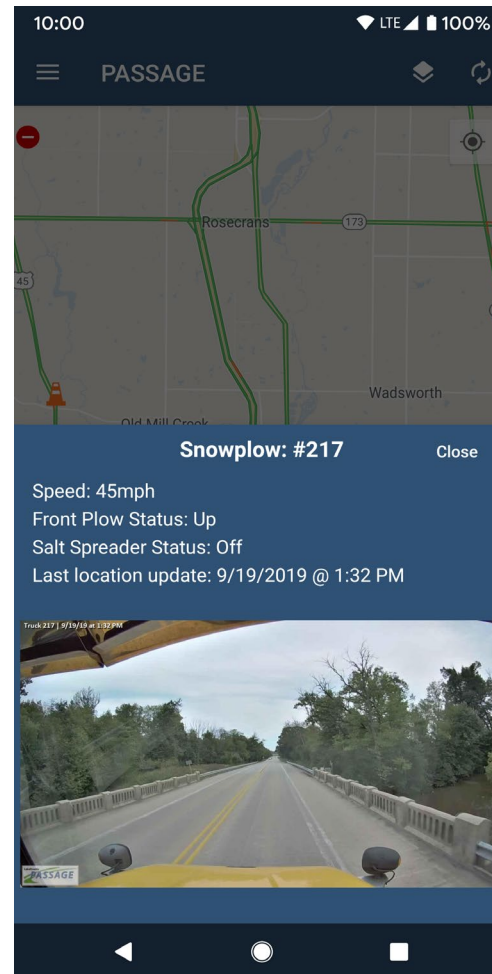 10:00
LTE 100%
PASSAGE
Rosecrans
173
45
Wadsworth
Old Mill Creek
Snowplow: #217
Close
Speed: 45mph
Front Plow Status: Up
Salt Spreader Status: Off
Last location update: 9/19/2019 @ 1:32 PM
Truck 217 | 9/19/19 at 1:32 PM
PASSAGE